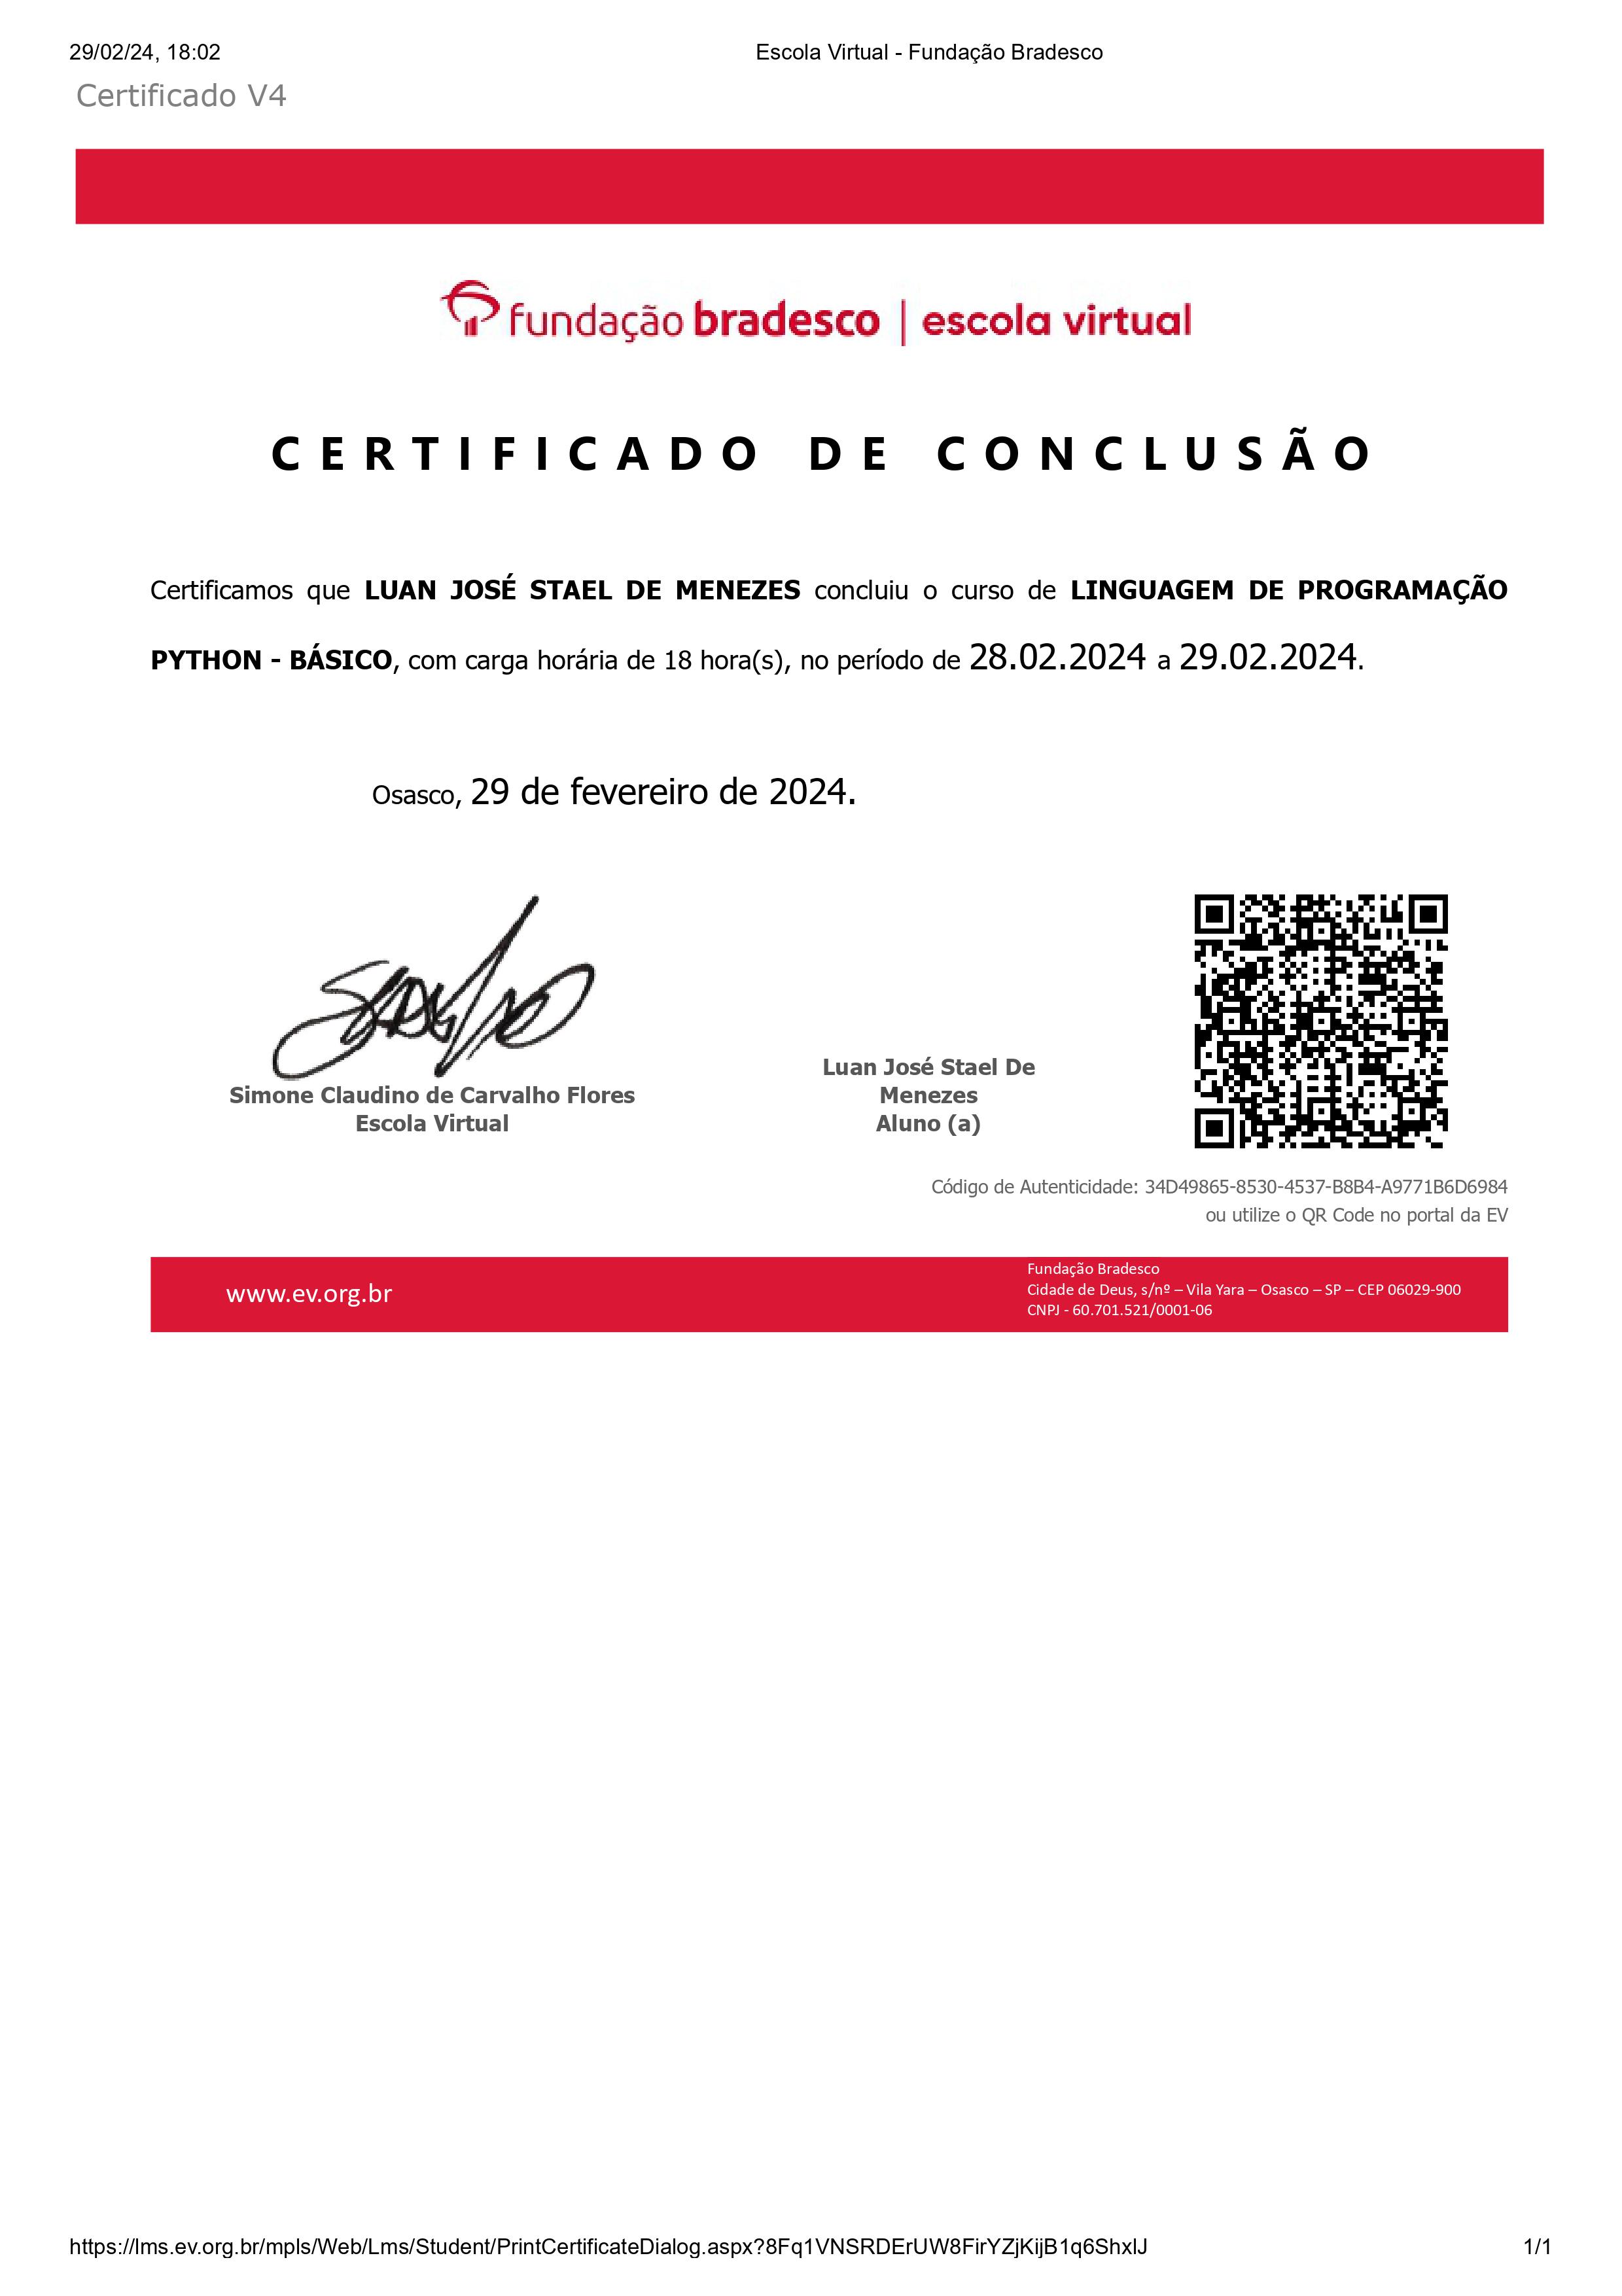 29/02/24, 18:02 Escola Virtual - Fundação Bradesco
Certificado V4
fundação bradesco | escola virtual
CERTIFICADO DE CONCLUSÃO
Certificamos que LUAN JOSÉ STAEL DE MENEZES concluiu o curso de LINGUAGEM DE PROGRAMAÇÃO
PYTHON - BÁSICO, com carga horária de 18 hora(s), no período de 28.02.2024 a 29.02.2024.
Osasco, 29 de fevereiro de 2024.
Simone Claudino de Carvalho Flores
Escola Virtual
Luan José Stael De
Menezes
Aluno (a)
Código de Autenticidade: 34D49865-8530-4537-B8B4-A9771B6D6984
ou utilize o QR Code no portal da EV
www.ev.org.br
Fundação Bradesco
Cidade de Deus, s/nº – Vila Yara – Osasco – SP – CEP 06029-900
CNPJ - 60.701.521/0001-06
https://lms.ev.org.br/mpls/Web/Lms/Student/PrintCertificateDialog.aspx?8Fq1VNSRDErUW8FirYZjKijB1q6ShxlJ 1/1